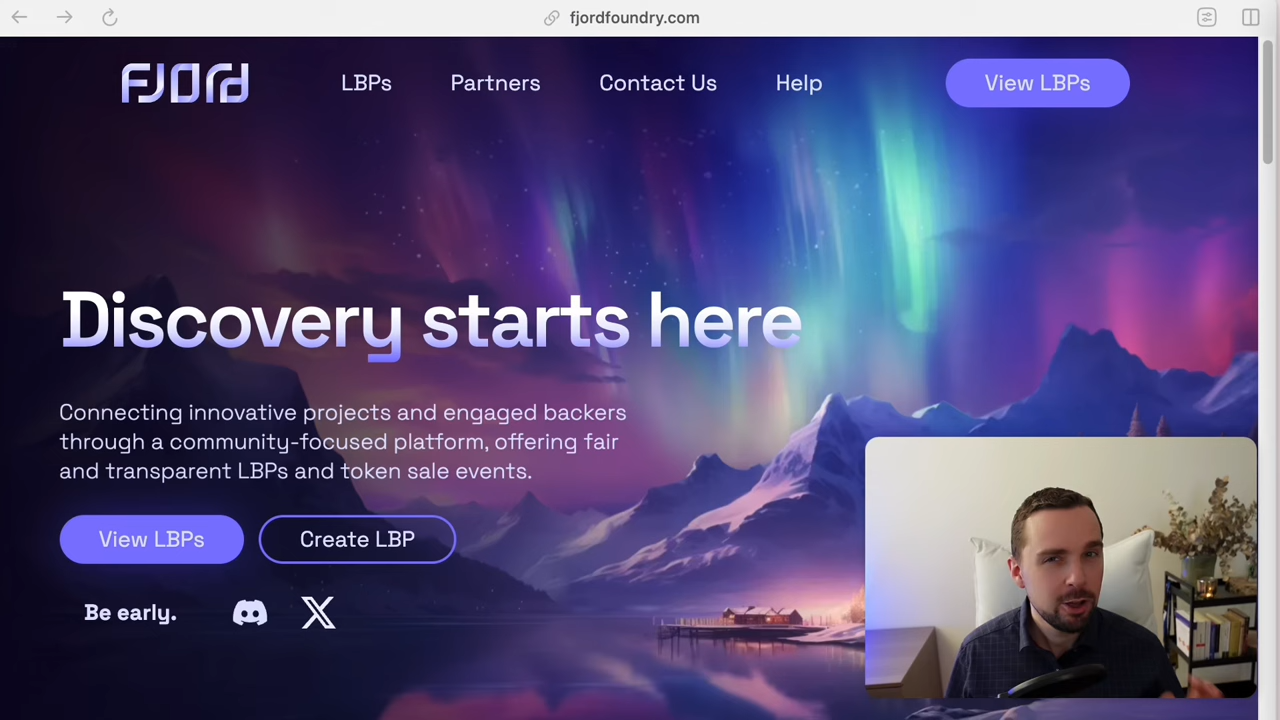 fjordfoundry.com
FJOrd
LBPs
Partners
Contact Us
Help
View LBPs
Discovery starts here
Connecting innovative projects and engaged backers
through a community-focused platform, offering fair
and transparent LBPs and token sale events.
View LBPs
Create LBP
Be early.